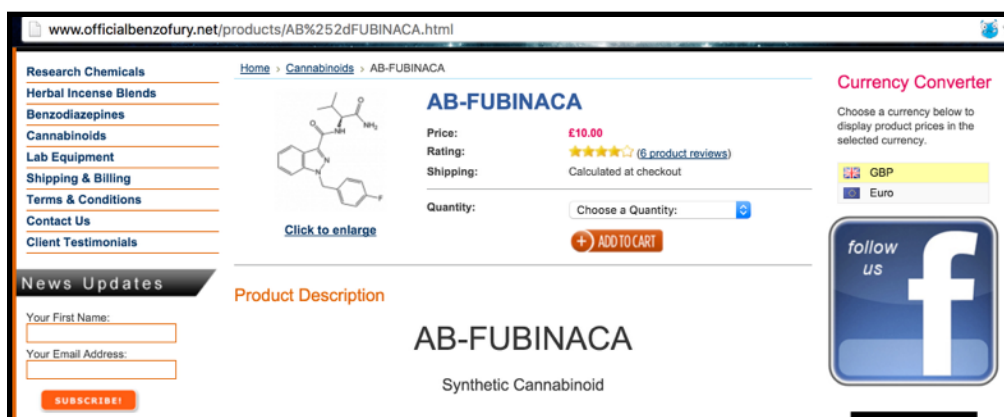 www.officialbenzofury.net/products/AB%252dFUBINACA.html
Research Chemicals
Herbal Incense Blends
Benzodiazepines
Cannabinoids
Lab Equipment
Shipping & Billing
Terms & Conditions
Contact Us
Client Testimonials
News Updates
Your First Name:
Your Email Address:
SUBSCRIBE!
Home > Cannabinoids > AB-FUBINACA
O
NH2
O
NH
N
N
F
Click to enlarge
AB-FUBINACA
Price: £10.00
Rating: (6 product reviews)
Shipping: Calculated at checkout
Quantity: Choose a Quantity:
ADD TO CART
Product Description
AB-FUBINACA
Synthetic Cannabinoid
Currency Converter
Choose a currency below to
display product prices in the
selected currency.
GBP
Euro
follow
us
f